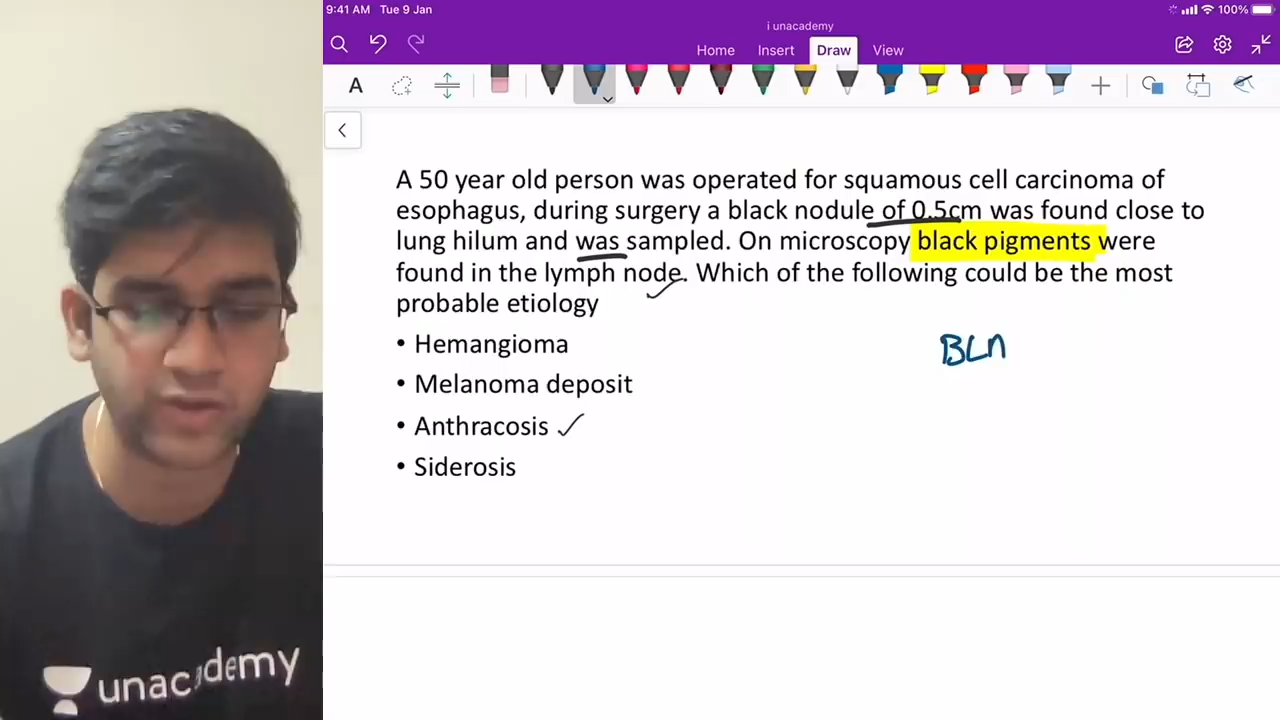 9:41 AM Tue 9 Jan
100%
i unacademy
Home Insert Draw View
A
A 50 year old person was operated for squamous cell carcinoma of
esophagus, during surgery a black nodule of 0.5cm was found close to
lung hilum and was sampled. On microscopy black pigments were
found in the lymph node. Which of the following could be the most
probable etiology
• Hemangioma
BLn
• Melanoma deposit
• Anthracosis ✓
• Siderosis
unacademy